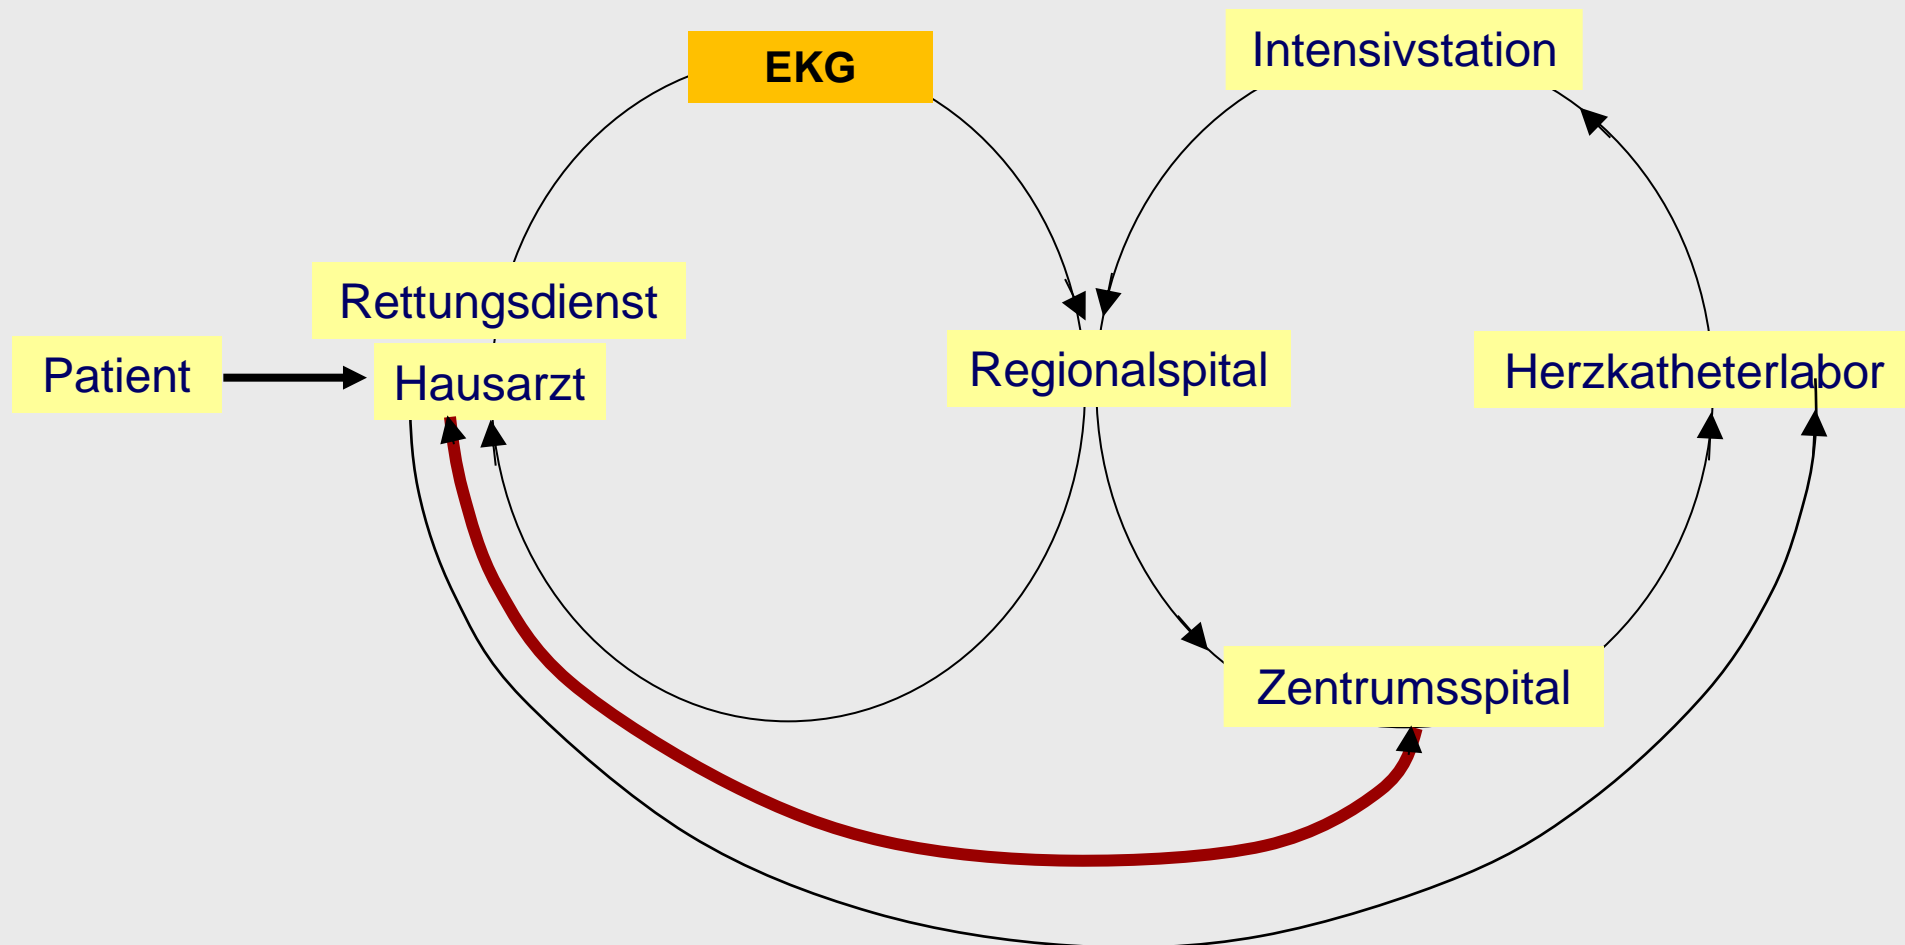 EKG
Intensivstation
Rettungsdienst
Patient
Hausarzt
Regionalspital
Herzkatheterlabor
Zentrumsspital